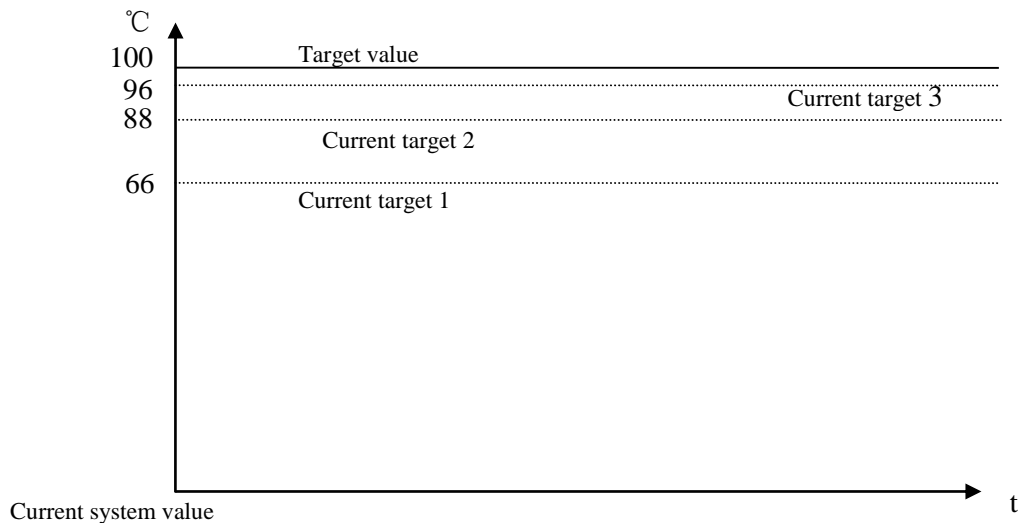 ℃
100
Target value
96
Current target 3
88
Current target 2
66
Current target 1
t
Current system value